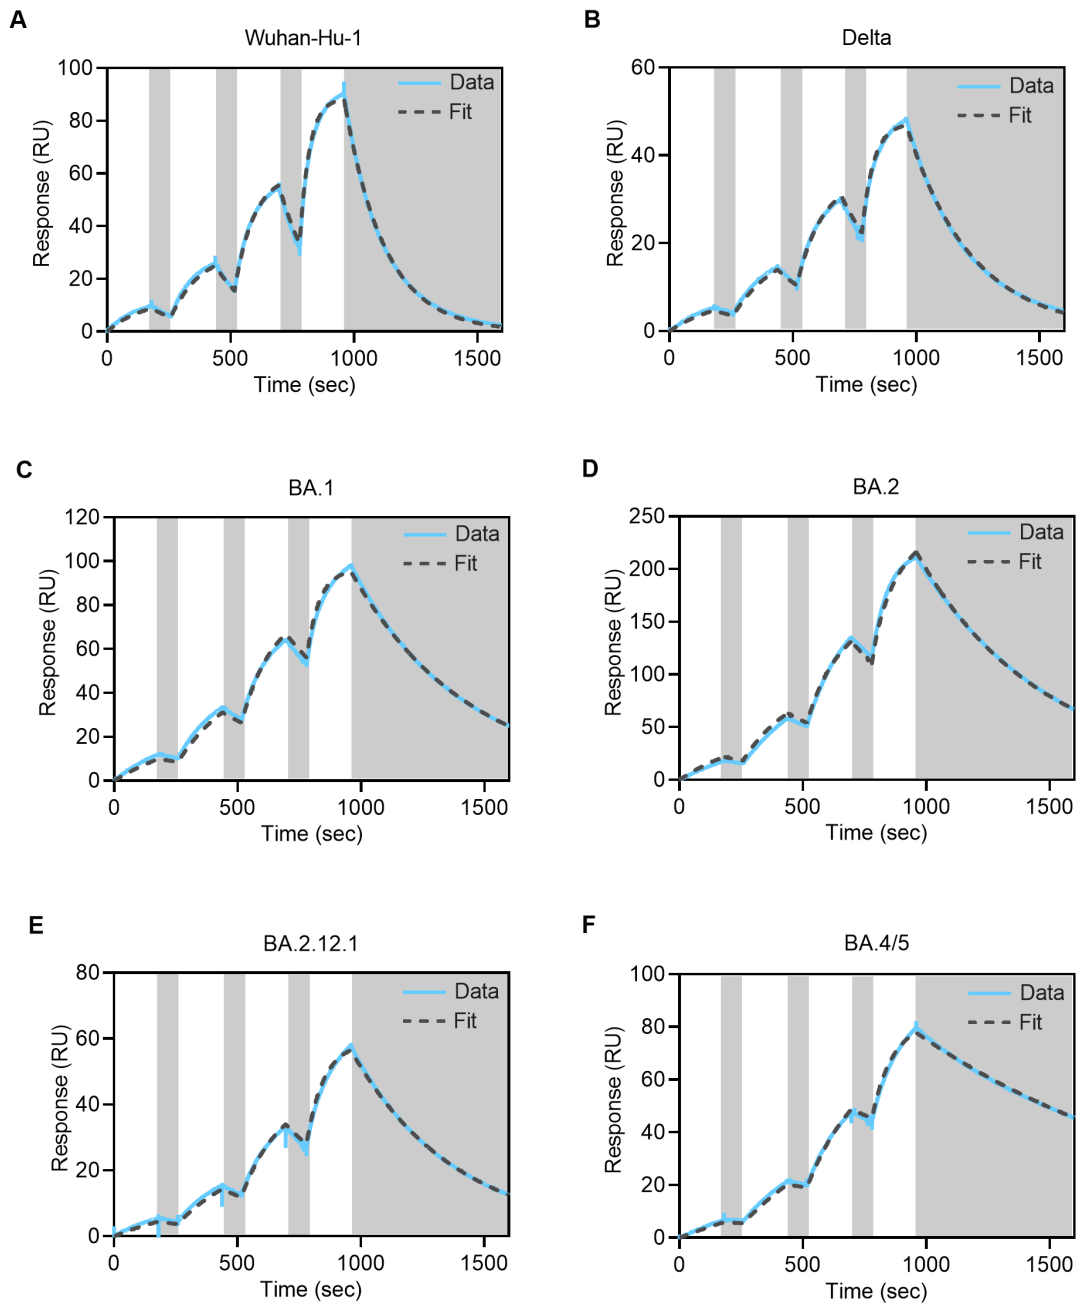 A
Wuhan-Hu-1
Response (RU)
100
80
60
40
20
0
Data
Fit
0 500 1000 1500
Time (sec)
B
Delta
Response (RU)
60
40
20
0
Data
Fit
0 500 1000 1500
Time (sec)
C
BA.1
Response (RU)
120
100
80
60
40
20
0
Data
Fit
0 500 1000 1500
Time (sec)
D
BA.2
Response (RU)
250
200
150
100
50
0
Data
Fit
0 500 1000 1500
Time (sec)
E
BA.2.12.1
Response (RU)
80
60
40
20
0
Data
Fit
0 500 1000 1500
Time (sec)
F
BA.4/5
Response (RU)
100
80
60
40
20
0
Data
Fit
0 500 1000 1500
Time (sec)